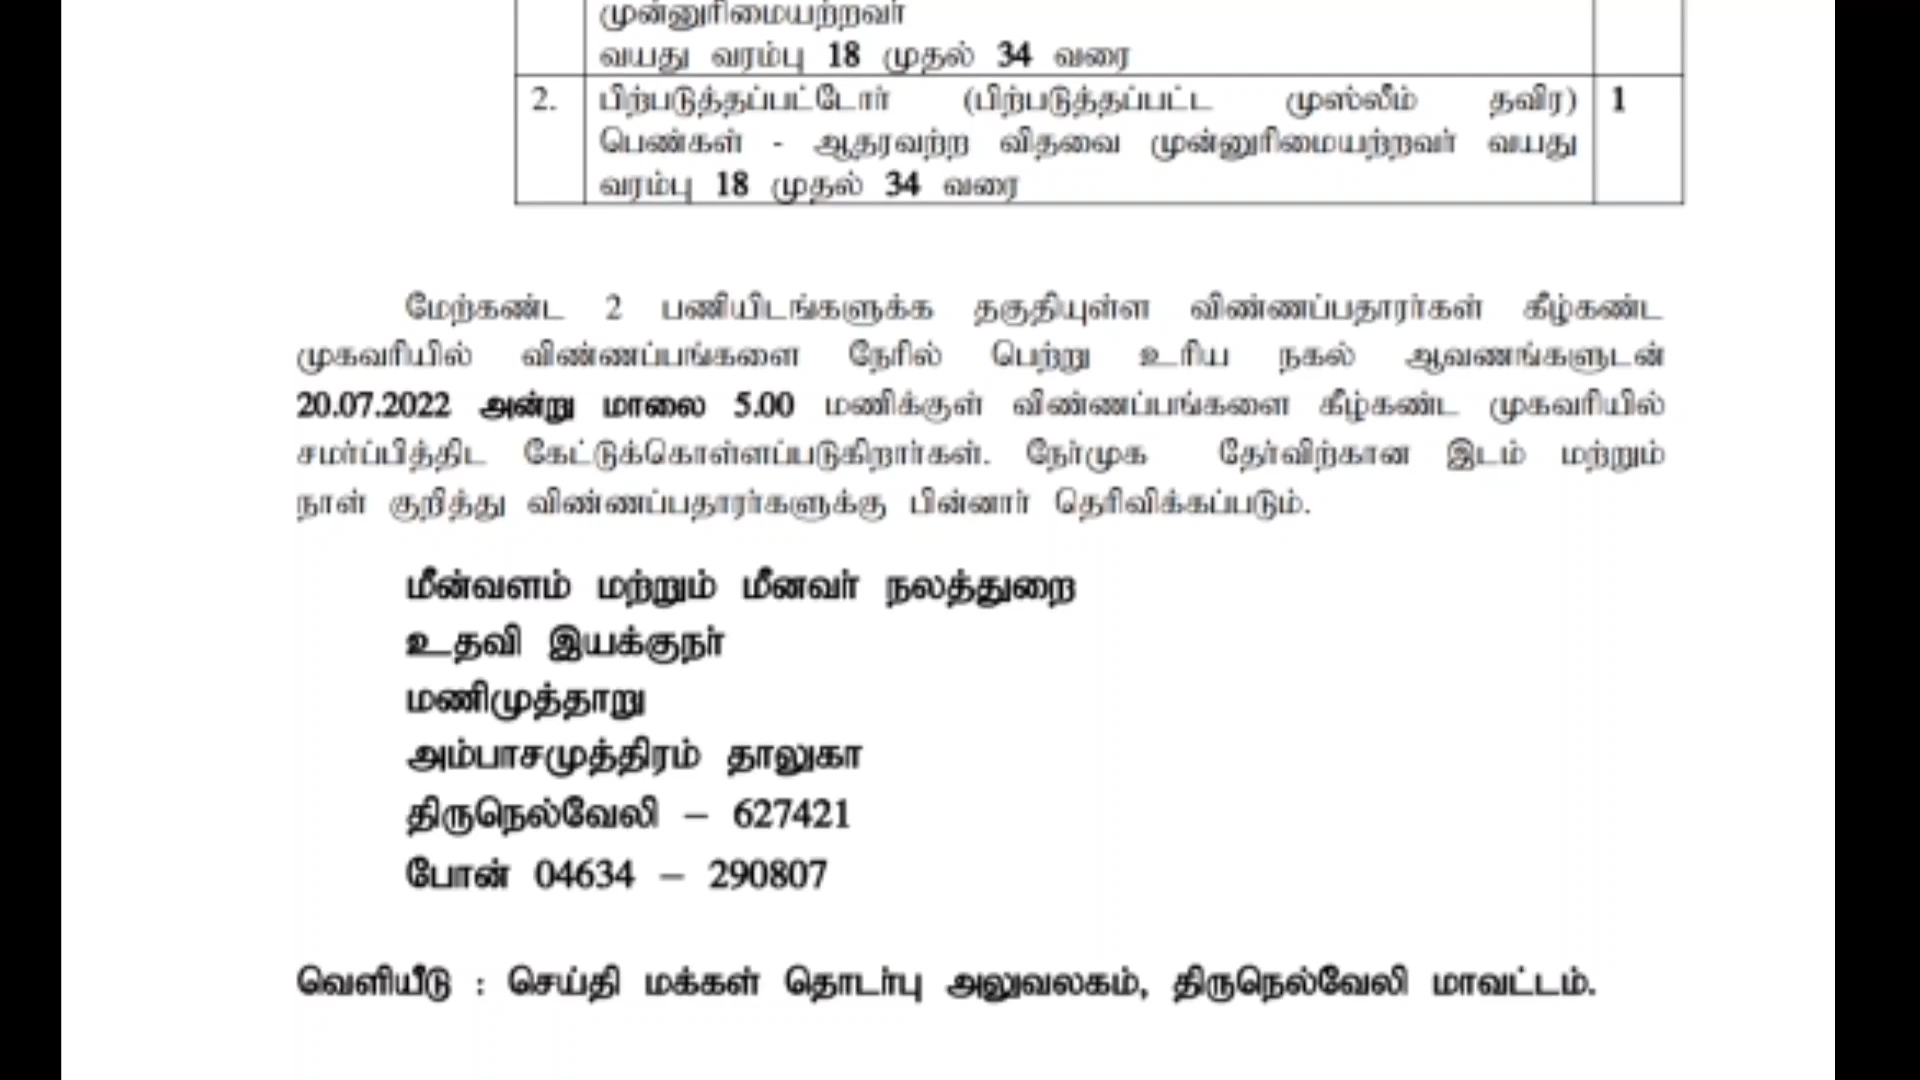 முன்னுரிமையற்றவர்
வயது வரம்பு 18 முதல் 34 வரை
2. பிற்படுத்தப்பட்டோர் (பிற்படுத்தப்பட்ட முஸ்லீம் தவிர) 1
பெண்கள் - ஆதரவற்ற விதவை முன்னுரிமையற்றவர் வயது
வரம்பு 18 முதல் 34 வரை
மேற்கண்ட 2 பணியிடங்களுக்க தகுதியுள்ள விண்ணப்பதாரர்கள் கீழ்கண்ட
முகவரியில் விண்ணப்பங்களை நேரில் பெற்று உரிய நகல் ஆவணங்களுடன்
20.07.2022 அன்று மாலை 5.00 மணிக்குள் விண்ணப்பங்களை கீழ்கண்ட முகவரியில்
சமர்ப்பித்திட கேட்டுக்கொள்ளப்படுகிறார்கள். நேர்முக தேர்விற்கான இடம் மற்றும்
நாள் குறித்து விண்ணப்பதாரர்களுக்கு பின்னர் தெரிவிக்கப்படும்.
மீன்வளம் மற்றும் மீனவர் நலத்துறை
உதவி இயக்குநர்
மணிமுத்தாறு
அம்பாசமுத்திரம் தாலுகா
திருநெல்வேலி – 627421
போன் 04634 – 290807
வெளியீடு : செய்தி மக்கள் தொடர்பு அலுவலகம், திருநெல்வேலி மாவட்டம்.